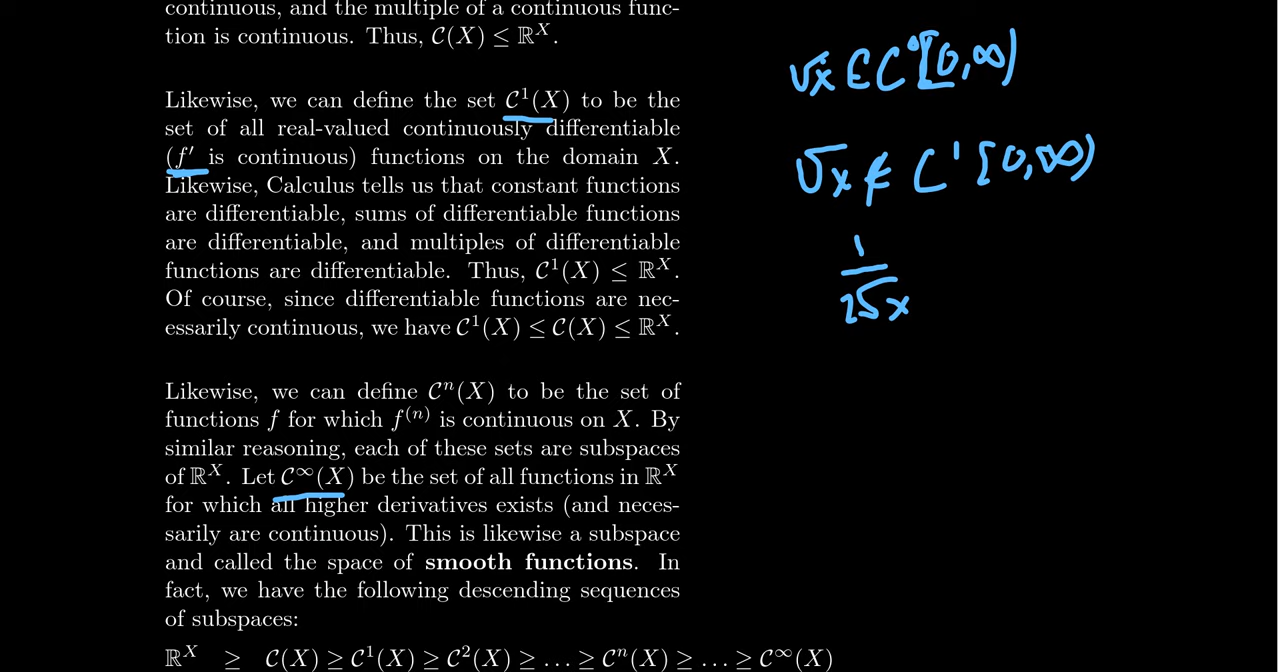 continuous, and the multiple of a continuous func-
tion is continuous. Thus, 𝒞(X) ≤ ℝ^X.
√x ∈ C⁰[0,∞)
Likewise, we can define the set 𝒞¹(X) to be the
set of all real-valued continuously differentiable
(f′ is continuous) functions on the domain X.
Likewise, Calculus tells us that constant functions
are differentiable, sums of differentiable functions
are differentiable, and multiples of differentiable
functions are differentiable. Thus, 𝒞¹(X) ≤ ℝ^X.
Of course, since differentiable functions are nec-
essarily continuous, we have 𝒞¹(X) ≤ 𝒞(X) ≤ ℝ^X.
√x ∉ C¹[0,∞)
1
2√x
Likewise, we can define 𝒞ⁿ(X) to be the set of
functions f for which f⁽ⁿ⁾ is continuous on X. By
similar reasoning, each of these sets are subspaces
of ℝ^X. Let 𝒞^∞(X) be the set of all functions in ℝ^X
for which all higher derivatives exists (and neces-
sarily are continuous). This is likewise a subspace
and called the space of smooth functions. In
fact, we have the following descending sequences
of subspaces:
ℝ^X ≥ 𝒞(X) ≥ 𝒞¹(X) ≥ 𝒞²(X) ≥ … ≥ 𝒞ⁿ(X) ≥ … ≥ 𝒞^∞(X)